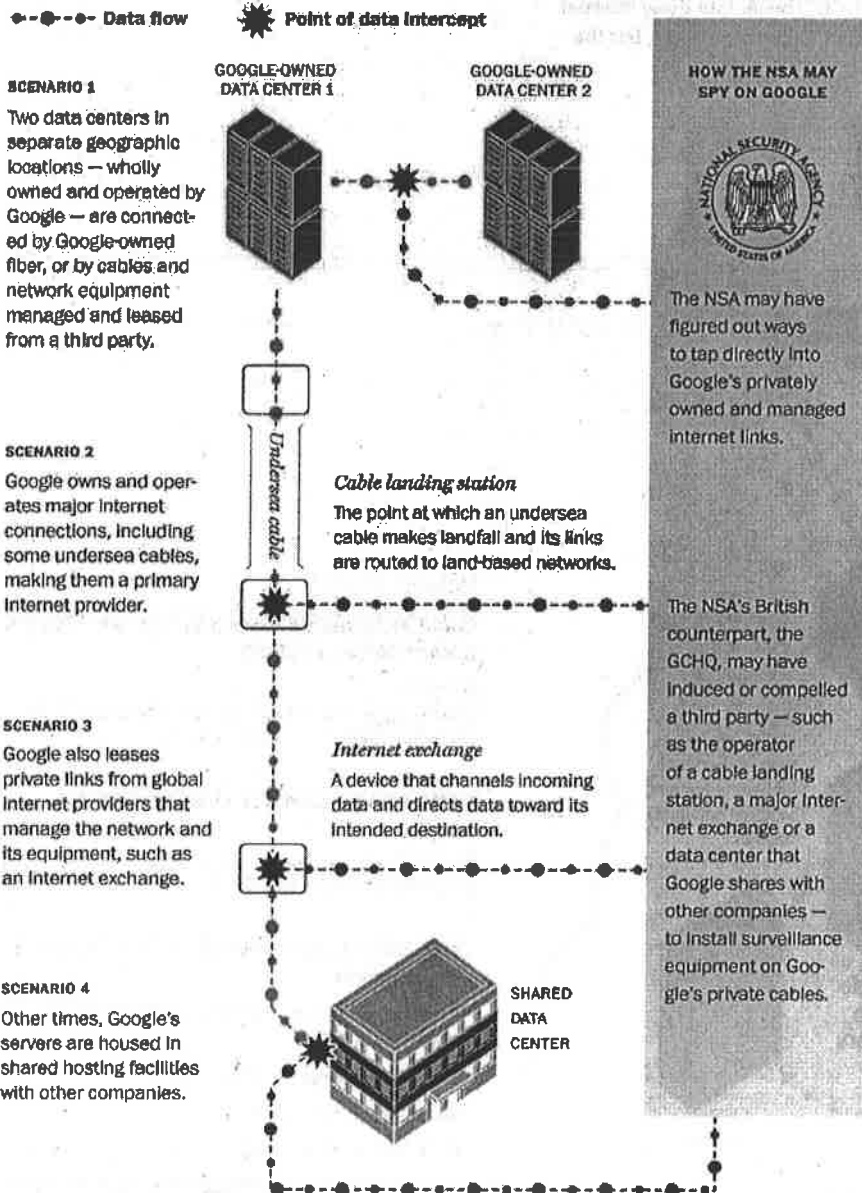 Data flow
Point of data intercept
SCENARIO 1
Two data centers in
separate geographic
locations — wholly
owned and operated by
Google — are connect-
ed by Google-owned
fiber, or by cables and
network equipment
managed and leased
from a third party.
GOOGLE-OWNED
DATA CENTER 1
GOOGLE-OWNED
DATA CENTER 2
HOW THE NSA MAY
SPY ON GOOGLE
NATIONAL SECURITY AGENCY
UNITED STATES OF AMERICA
The NSA may have
figured out ways
to tap directly into
Google's privately
owned and managed
internet links.
SCENARIO 2
Google owns and oper-
ates major Internet
connections, including
some undersea cables,
making them a primary
Internet provider.
Undersea cable
Cable landing station
The point at which an undersea
cable makes landfall and its links
are routed to land-based networks.
The NSA's British
counterpart, the
GCHQ, may have
induced or compelled
a third party — such
as the operator
of a cable landing
station, a major Inter-
net exchange or a
data center that
Google shares with
other companies —
to install surveillance
equipment on Goo-
gle's private cables.
SCENARIO 3
Google also leases
private links from global
Internet providers that
manage the network and
its equipment, such as
an Internet exchange.
Internet exchange
A device that channels incoming
data and directs data toward its
intended destination.
SCENARIO 4
Other times, Google's
servers are housed in
shared hosting facilities
with other companies.
SHARED
DATA
CENTER